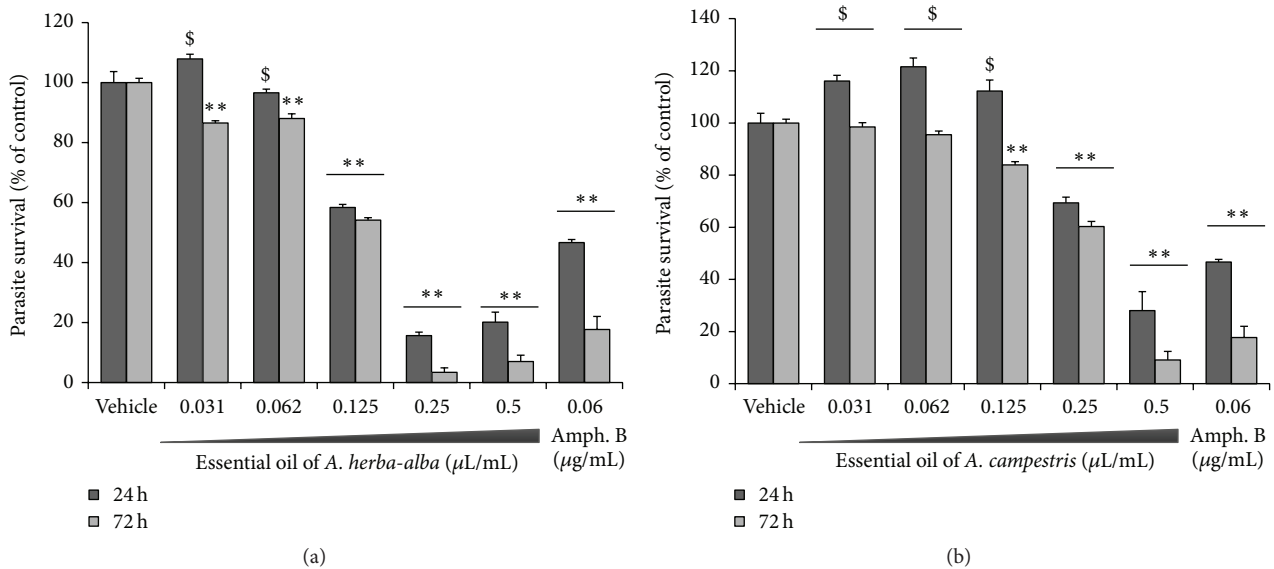 120
100
80
60
40
20
0
Parasite survival (% of control)
$
**
$
**
**
**
**
**
Vehicle 0.031 0.062 0.125 0.25 0.5 0.06
Amph. B
(μg/mL)
Essential oil of A. herba-alba (μL/mL)
24 h
72 h
(a)
140
120
100
80
60
40
20
0
Parasite survival (% of control)
$
$
$
**
**
**
**
Vehicle 0.031 0.062 0.125 0.25 0.5 0.06
Amph. B
(μg/mL)
Essential oil of A. campestris (μL/mL)
24 h
72 h
(b)